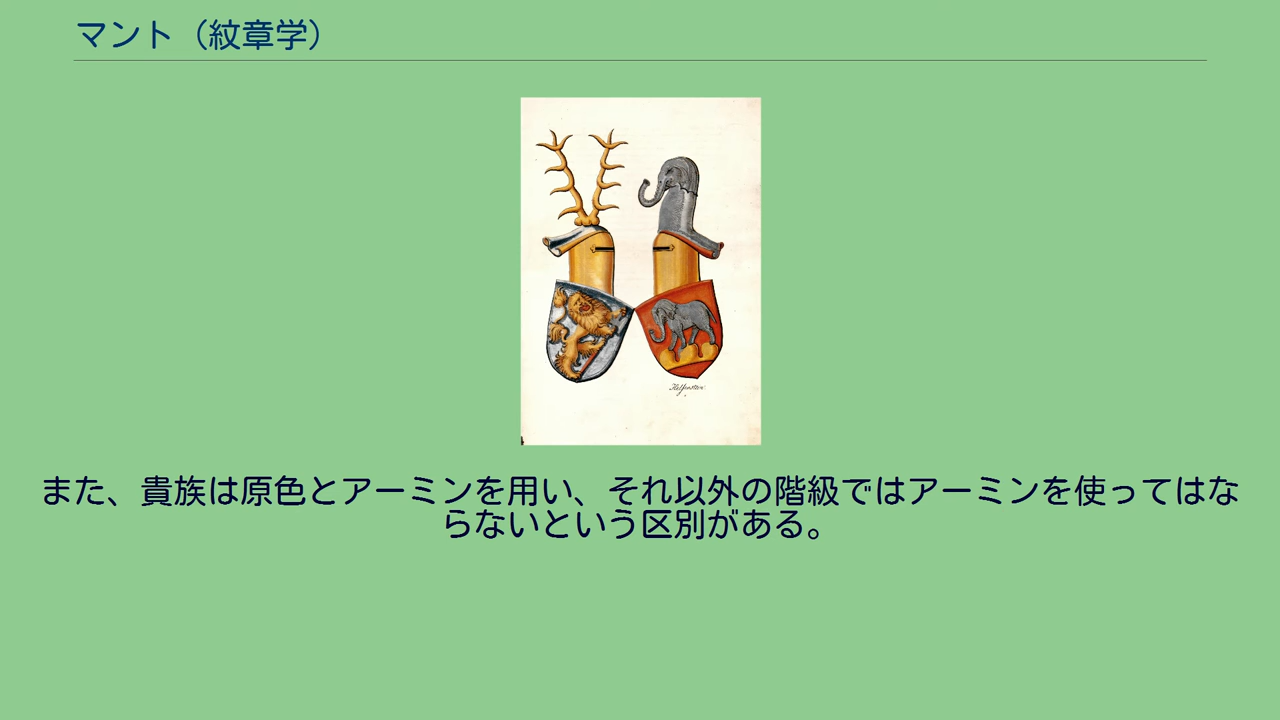 マント（紋章学）
Helfenstein
また、貴族は原色とアーミンを用い、それ以外の階級ではアーミンを使ってはな
らないという区別がある。